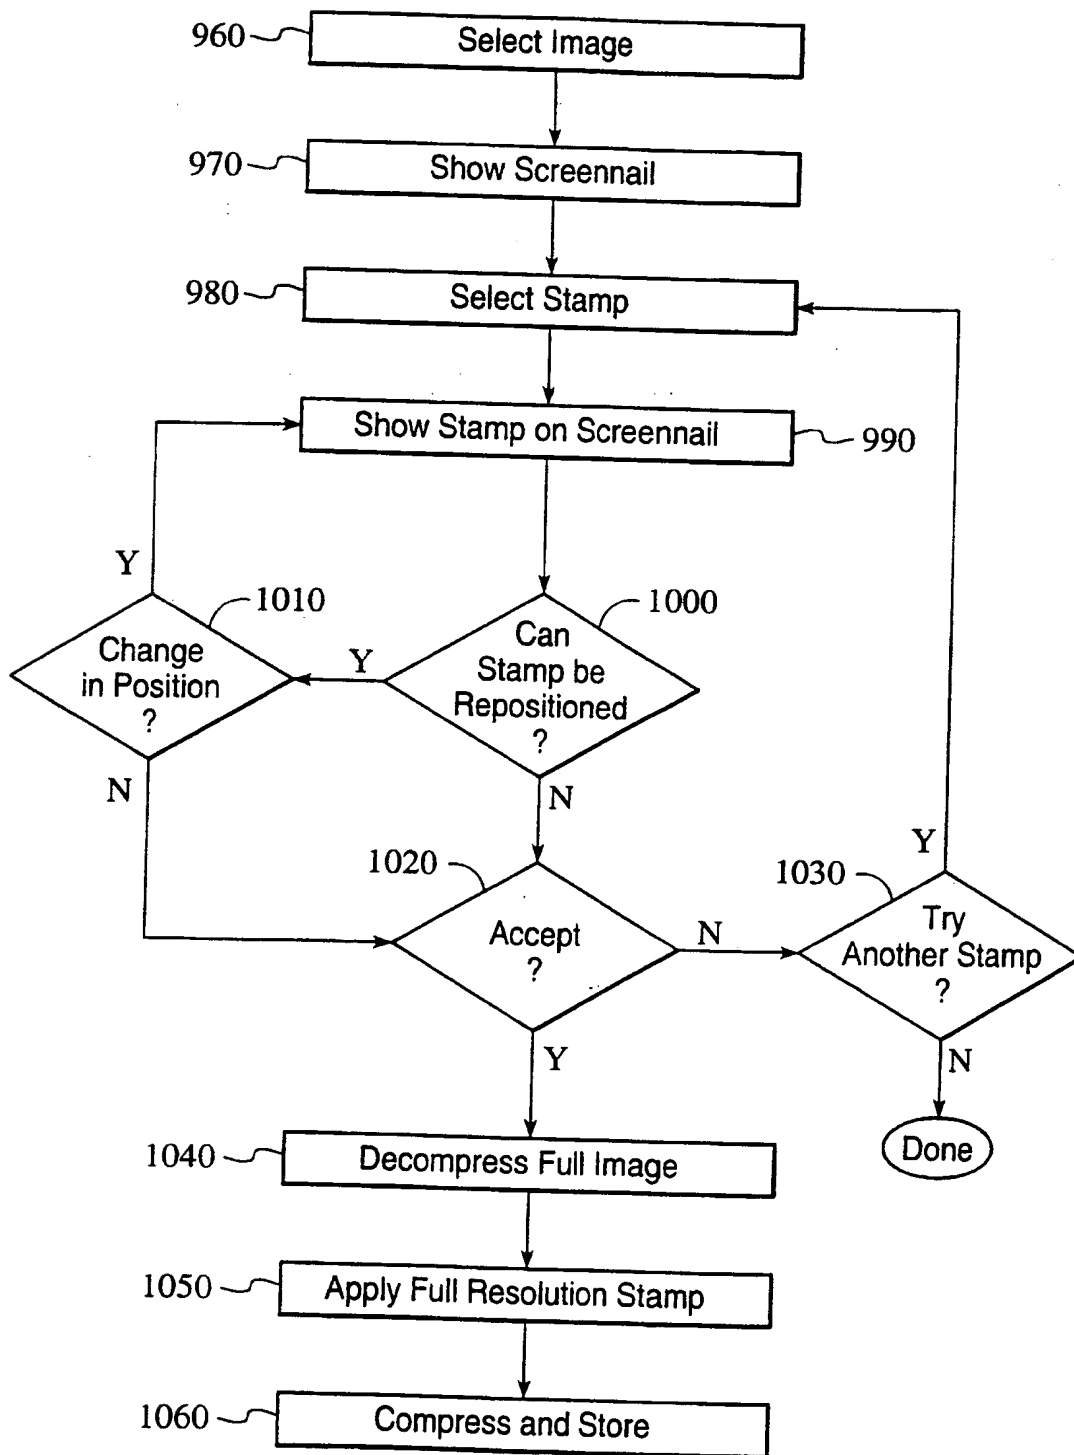 960
Select Image
970
Show Screennail
980
Select Stamp
Show Stamp on Screennail
990
Y
1010
1000
Change
in Position
?
Y
Can
Stamp be
Repositioned
?
N
N
Y
1020
1030
Accept
?
N
Try
Another Stamp
?
Y
N
Done
1040
Decompress Full Image
1050
Apply Full Resolution Stamp
1060
Compress and Store